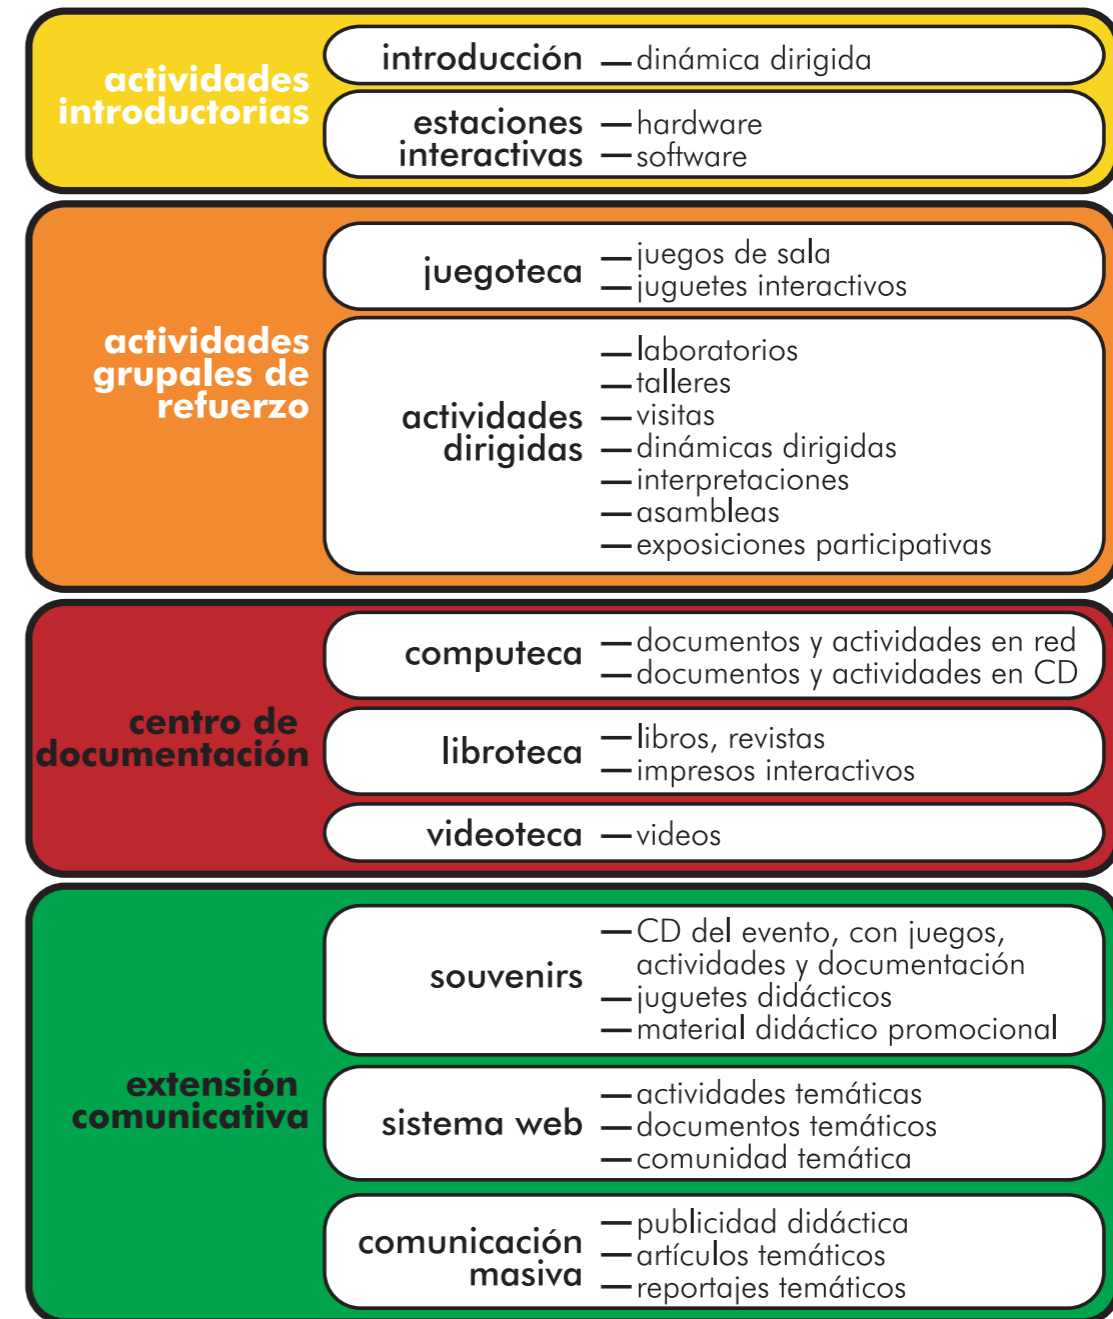 actividades
introductorias
introducción
— dinámica dirigida
estaciones
interactivas
— hardware
— software
actividades
grupales de
refuerzo
juegoteca
— juegos de sala
— juguetes interactivos
actividades
dirigidas
— laboratorios
— talleres
— visitas
— dinámicas dirigidas
— interpretaciones
— asambleas
— exposiciones participativas
centro de
documentación
computeca
— documentos y actividades en red
— documentos y actividades en CD
libroteca
— libros, revistas
— impresos interactivos
videoteca
— videos
extensión
comunicativa
souvenirs
— CD del evento, con juegos,
actividades y documentación
— juguetes didácticos
— material didáctico promocional
sistema web
— actividades temáticas
— documentos temáticos
— comunidad temática
comunicación
masiva
— publicidad didáctica
— artículos temáticos
— reportajes temáticos